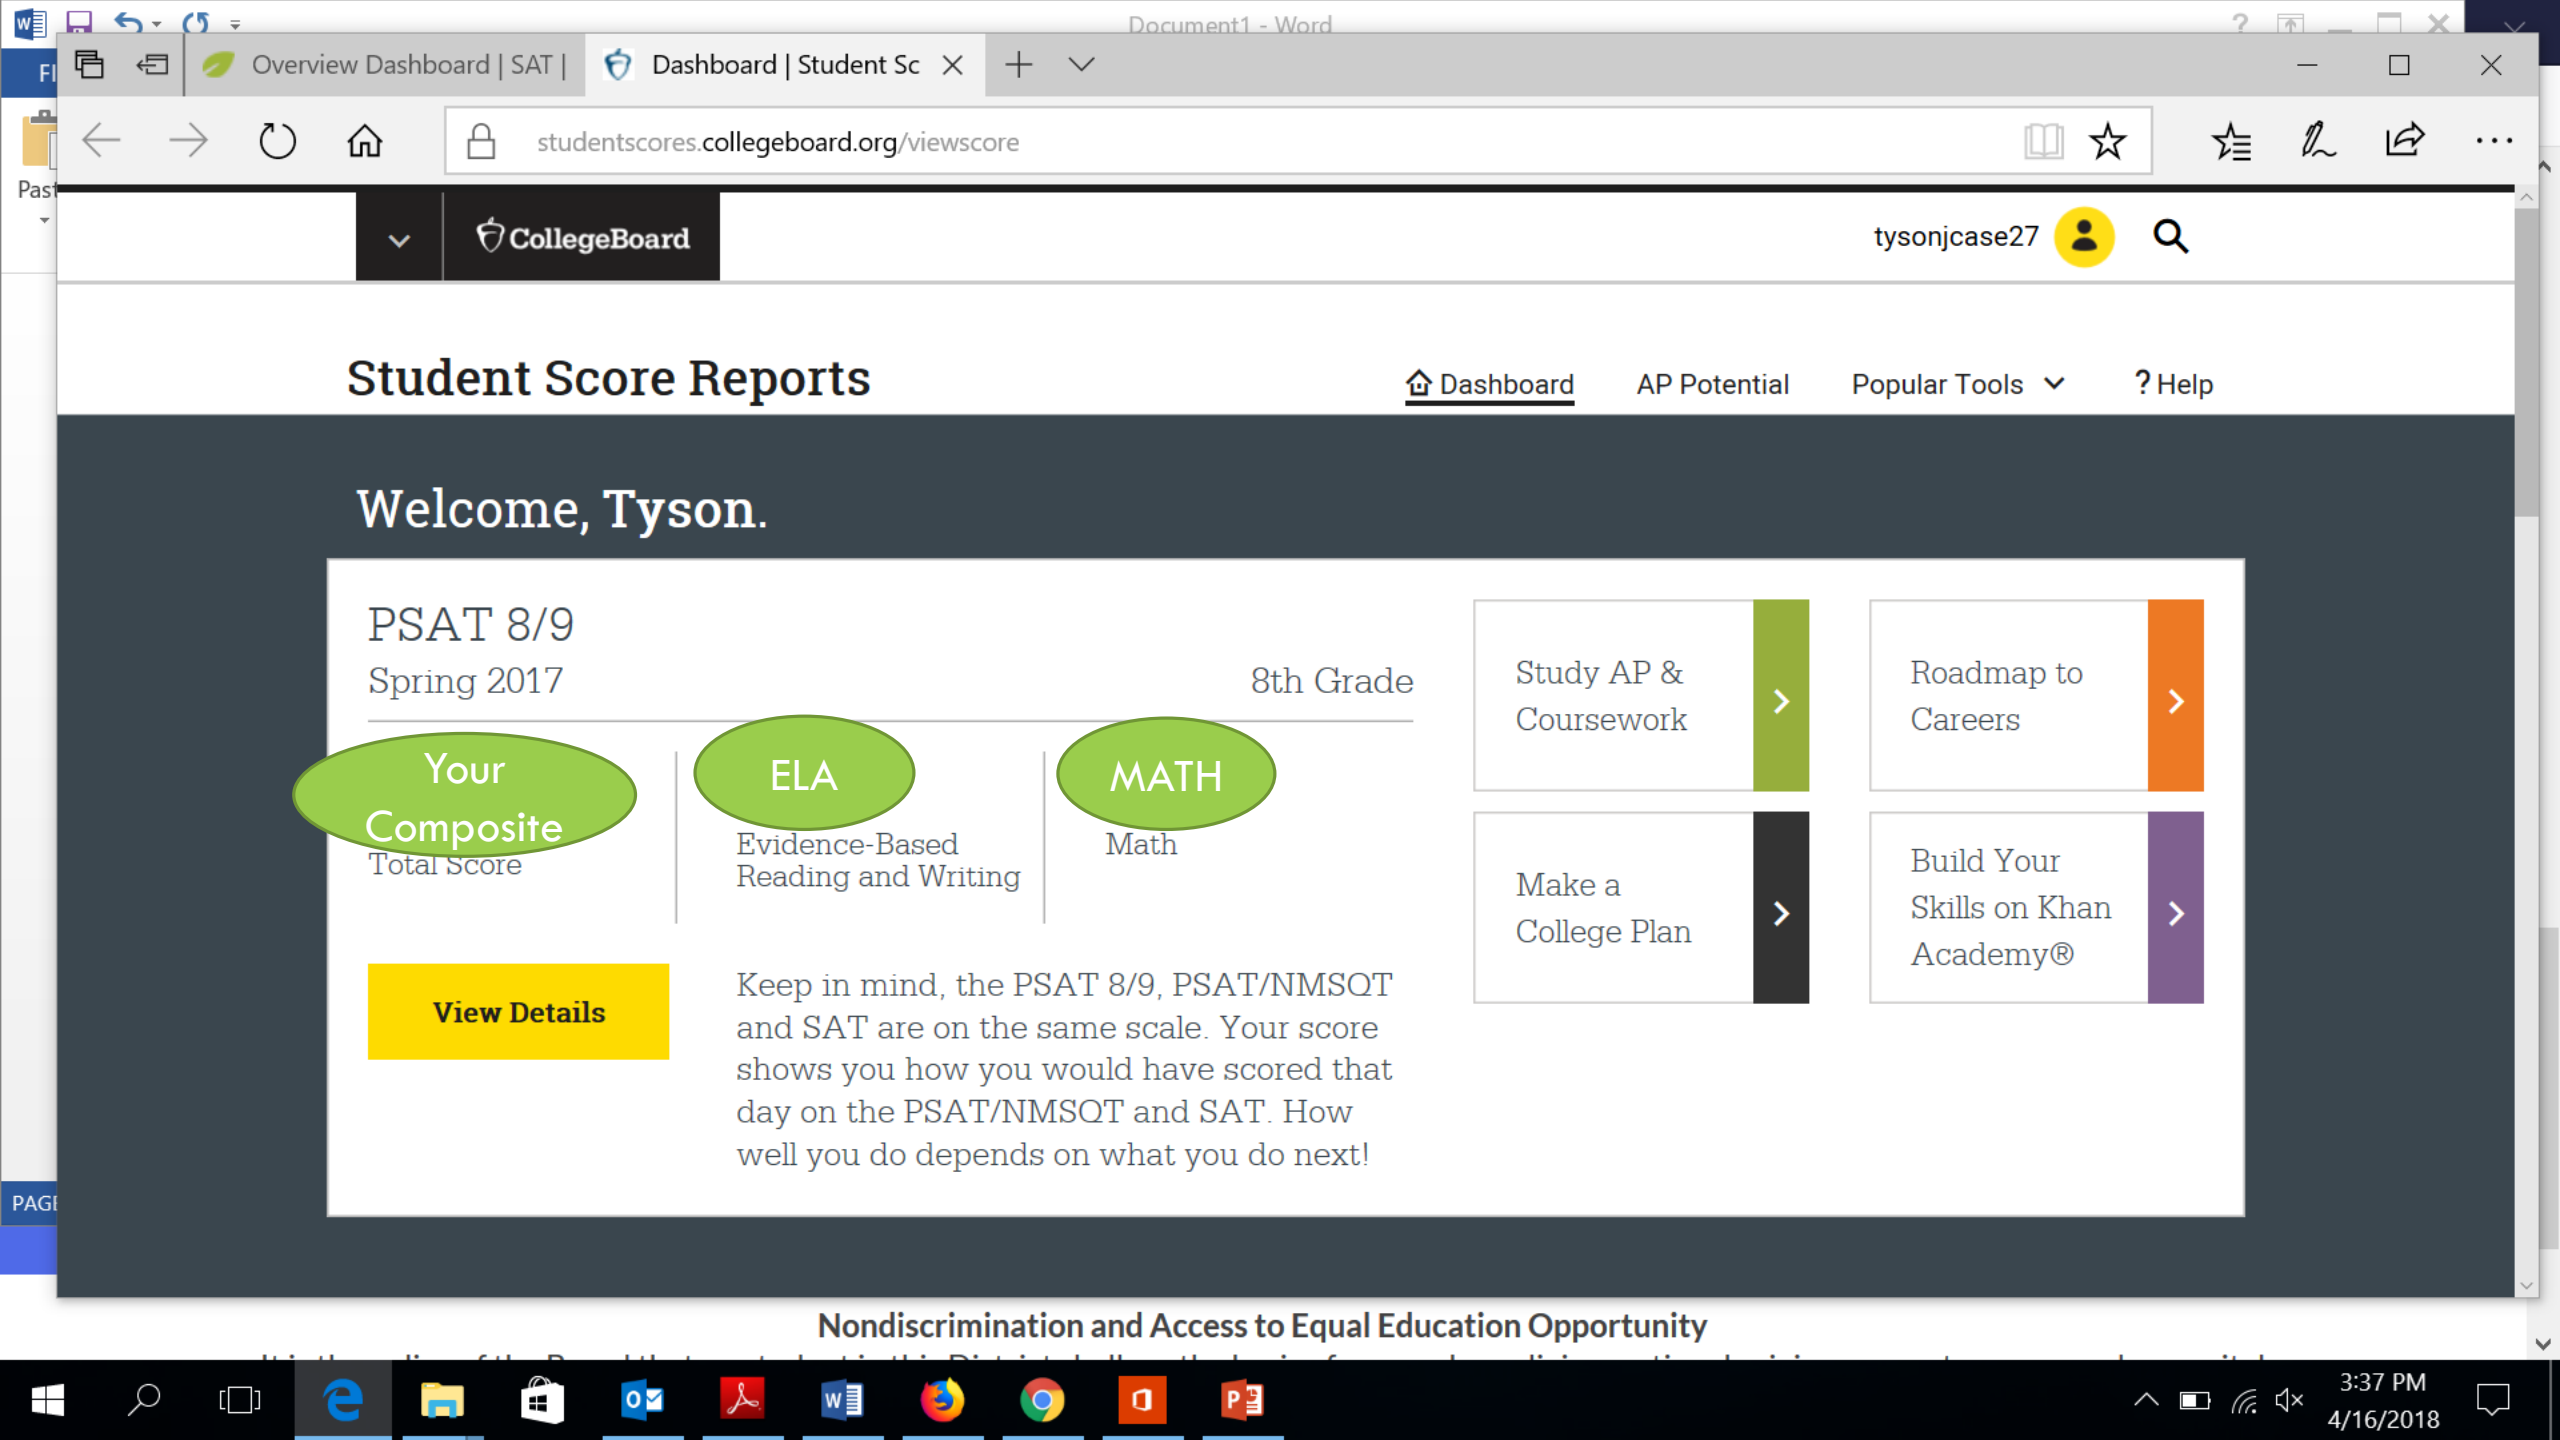 Document1 - Word
FI
Overview Dashboard | SAT |
Dashboard | Student Sc
studentscores.collegeboard.org/viewscore
Past
CollegeBoard
tysonjcase27
Student Score Reports
Dashboard
AP Potential
Popular Tools
? Help
Welcome, Tyson.
PSAT 8/9
Spring 2017
8th Grade
Your
Composite
Total Score
ELA
Evidence-Based
Reading and Writing
MATH
Math
View Details
Keep in mind, the PSAT 8/9, PSAT/NMSQT
and SAT are on the same scale. Your score
shows you how you would have scored that
day on the PSAT/NMSQT and SAT. How
well you do depends on what you do next!
Study AP &
Coursework
Roadmap to
Careers
Make a
College Plan
Build Your
Skills on Khan
Academy®
PAGE
Nondiscrimination and Access to Equal Education Opportunity
3:37 PM
4/16/2018